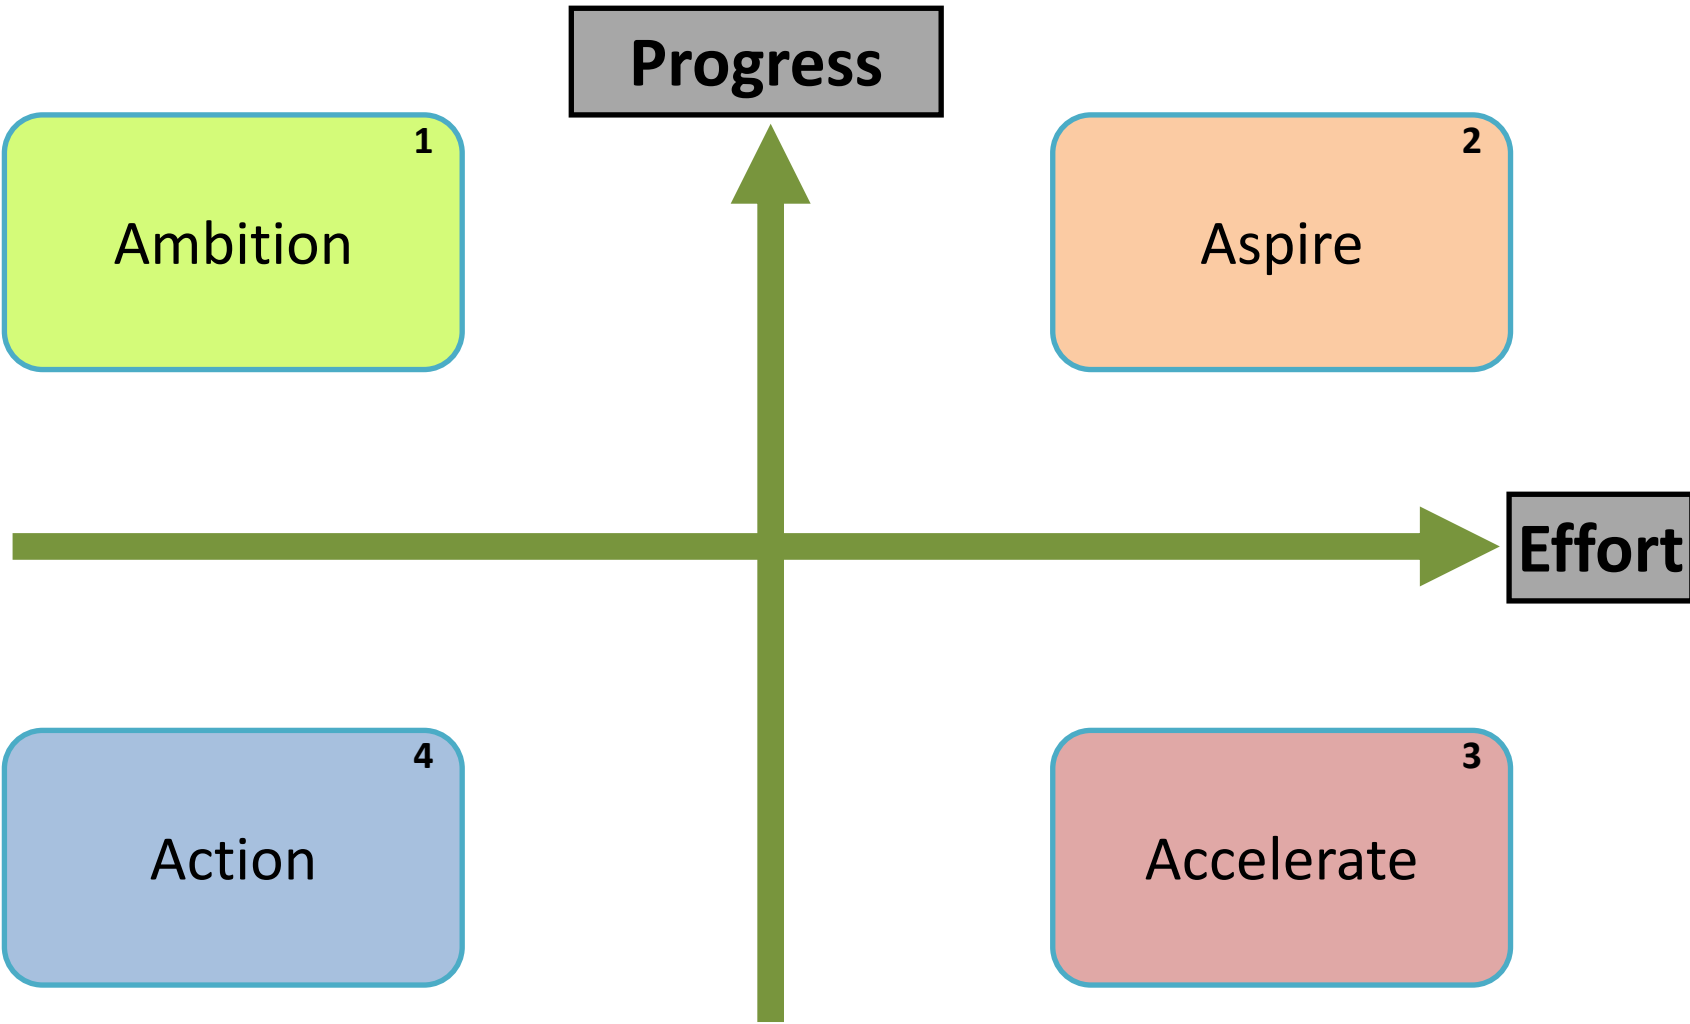 Progress
1
Ambition
2
Aspire
Effort
4
Action
3
Accelerate